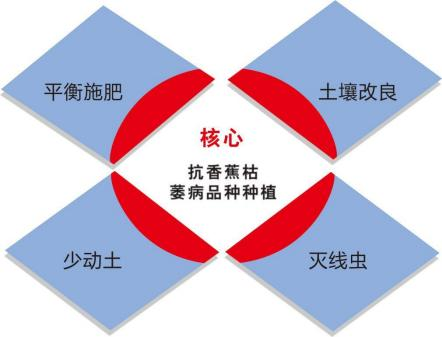 平衡施肥
土壤改良
核心
抗香蕉枯
萎病品种种植
少动土
灭线虫